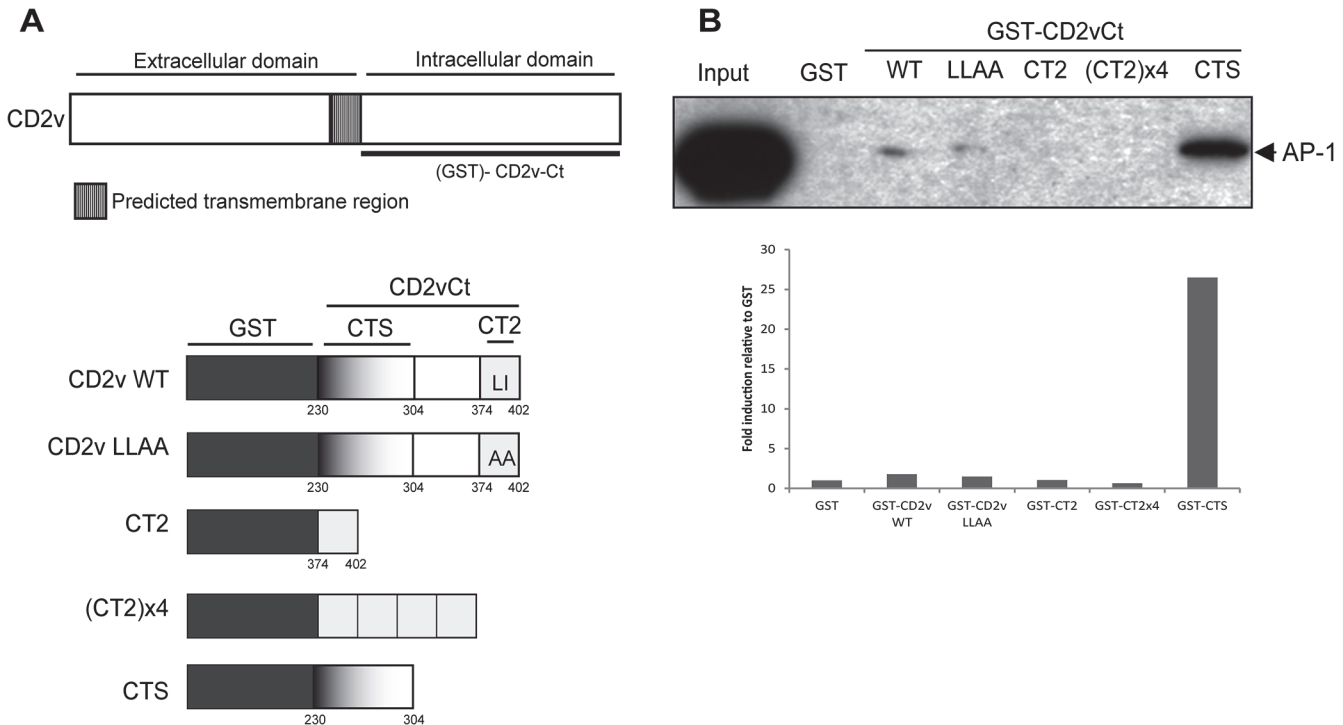 A
Extracellular domain
Intracellular domain
CD2v
(GST)- CD2v-Ct
Predicted transmembrane region
CD2vCt
GST
CTS
CT2
CD2v WT
LI
230
304
374
402
CD2v LLAA
AA
230
304
374
402
CT2
374
402
(CT2)x4
CTS
230
304
B
GST-CD2vCt
Input
GST
WT
LLAA
CT2
(CT2)x4
CTS
AP-1
Fold induction relative to GST
30
25
20
15
10
5
0
GST
GST-CD2v
WT
GST-CD2v
LLAA
GST-CT2
GST-CT2x4
GST-CTS